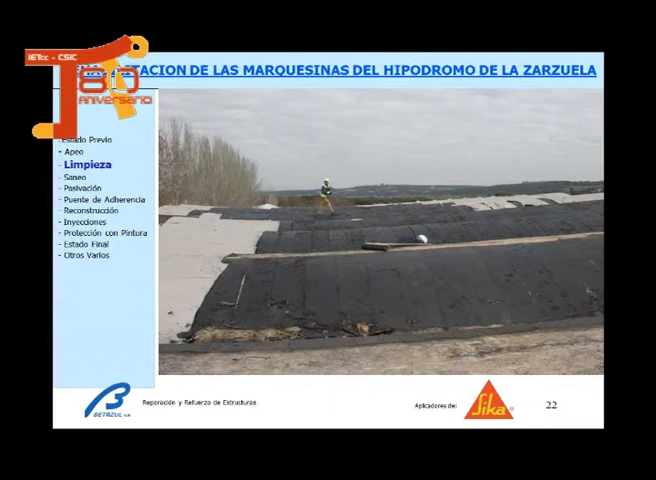 IETcc - CSIC
80
Aniversario
TACION DE LAS MARQUESINAS DEL HIPODROMO DE LA ZARZUELA
- Estado Previo
- Apeo
- Limpieza
- Saneo
- Pasivación
- Puente de Adherencia
- Reconstrucción
- Inyecciones
- Protección con Pintura
- Estado Final
- Otros Varios
BETAZUL s.a
Reparación y Refuerzo de Estructuras
Aplicadores de:
Sika
22